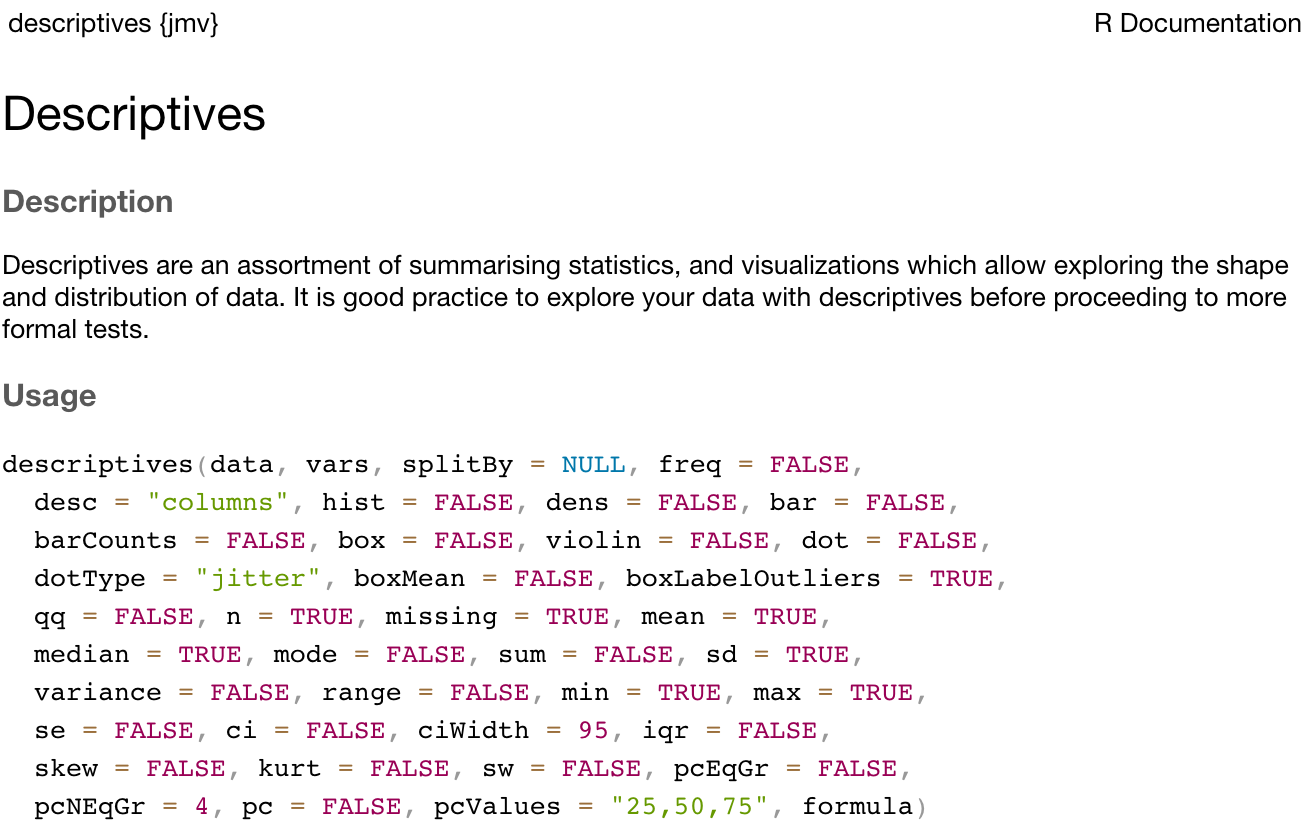 descriptives {jmv} R Documentation
Descriptives
Description
Descriptives are an assortment of summarising statistics, and visualizations which allow exploring the shape
and distribution of data. It is good practice to explore your data with descriptives before proceeding to more
formal tests.
Usage
descriptives(data, vars, splitBy = NULL, freq = FALSE,
  desc = "columns", hist = FALSE, dens = FALSE, bar = FALSE,
  barCounts = FALSE, box = FALSE, violin = FALSE, dot = FALSE,
  dotType = "jitter", boxMean = FALSE, boxLabelOutliers = TRUE,
  qq = FALSE, n = TRUE, missing = TRUE, mean = TRUE,
  median = TRUE, mode = FALSE, sum = FALSE, sd = TRUE,
  variance = FALSE, range = FALSE, min = TRUE, max = TRUE,
  se = FALSE, ci = FALSE, ciWidth = 95, iqr = FALSE,
  skew = FALSE, kurt = FALSE, sw = FALSE, pcEqGr = FALSE,
  pcNEqGr = 4, pc = FALSE, pcValues = "25,50,75", formula)